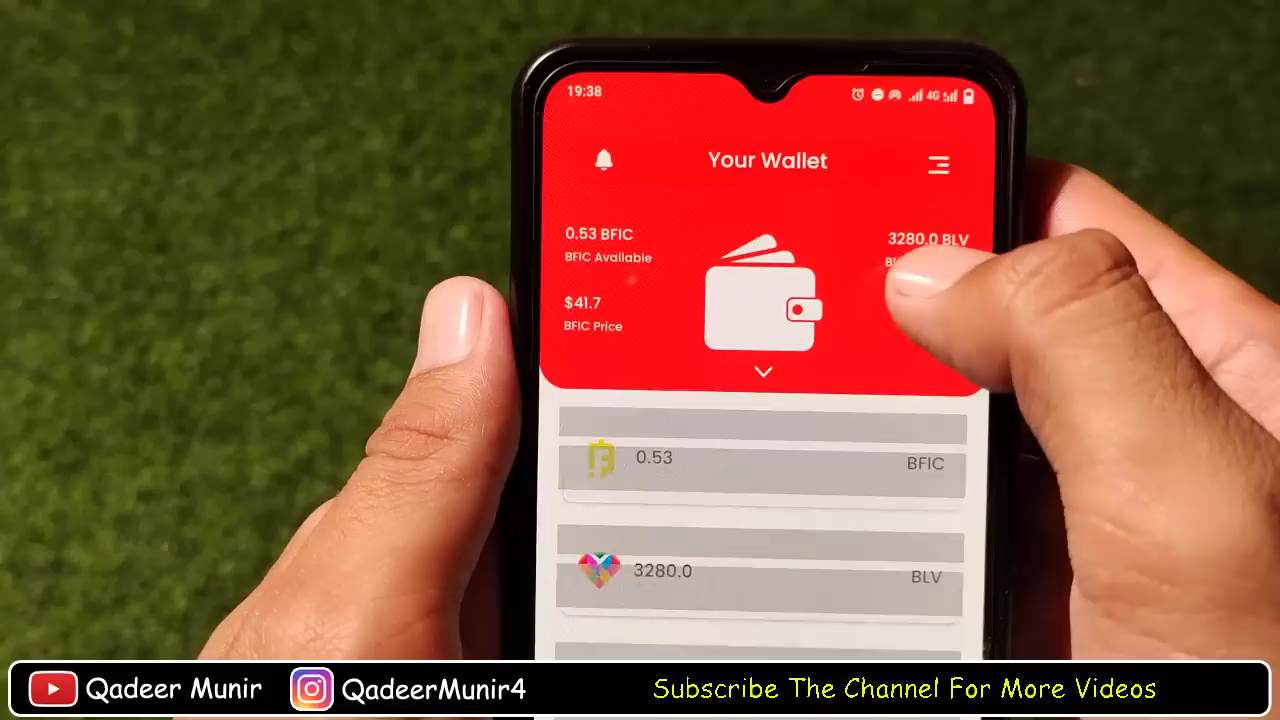 19:38
4G
Your Wallet
0.53 BFIC
3280.0 BLV
BFIC Available
$41.7
BFIC Price
0.53
BFIC
3280.0
BLV
Qadeer Munir
QadeerMunir4
Subscribe The Channel For More Videos